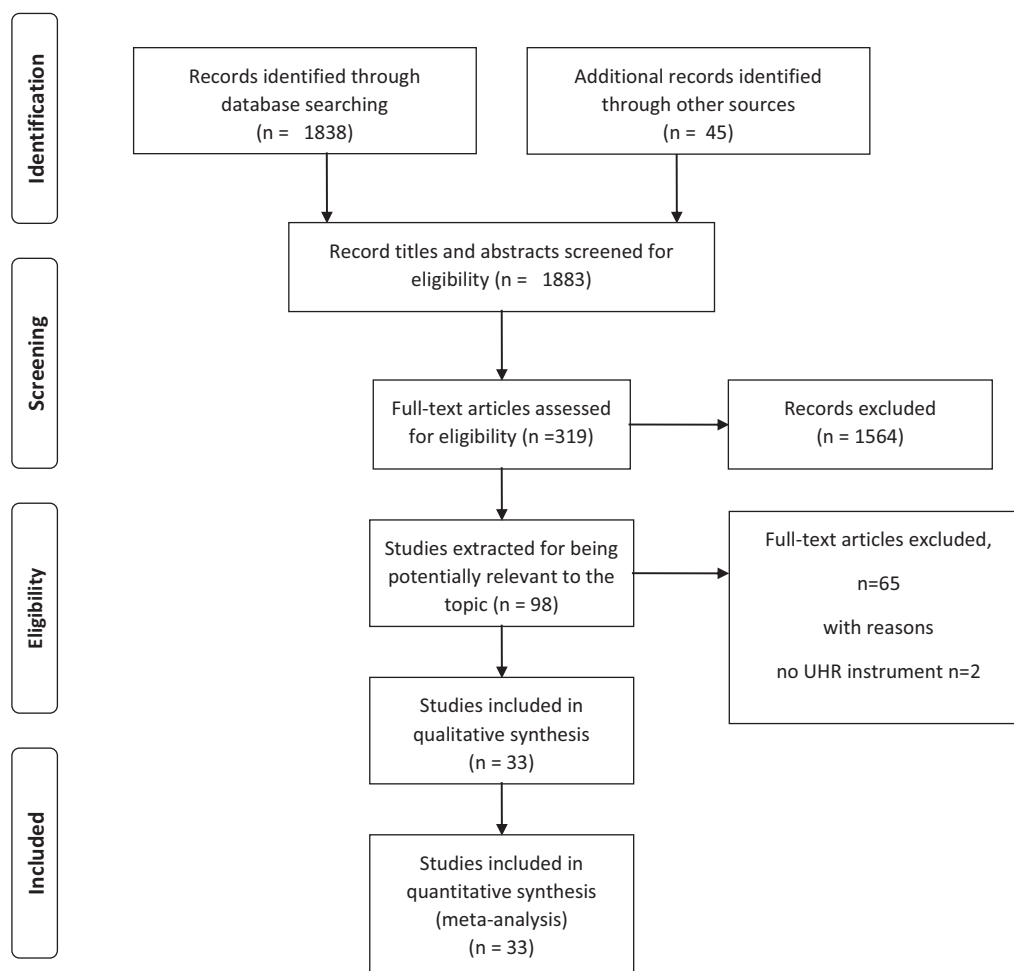 Identification
Records identified through
database searching
(n = 1838)
Additional records identified
through other sources
(n = 45)
Record titles and abstracts screened for
eligibility (n = 1883)
Screening
Full-text articles assessed
for eligibility (n =319)
Records excluded
(n = 1564)
Eligibility
Studies extracted for being
potentially relevant to the
topic (n = 98)
Full-text articles excluded,
n=65
with reasons
no UHR instrument n=2
Studies included in
qualitative synthesis
(n = 33)
Included
Studies included in
quantitative synthesis
(meta-analysis)
(n = 33)